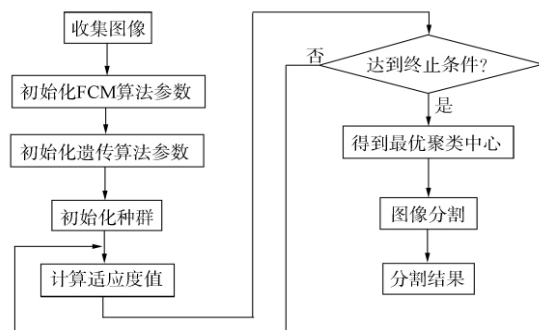 收集图像
初始化FCM算法参数
初始化遗传算法参数
初始化种群
计算适应度值
达到终止条件?
否
是
得到最优聚类中心
图像分割
分割结果